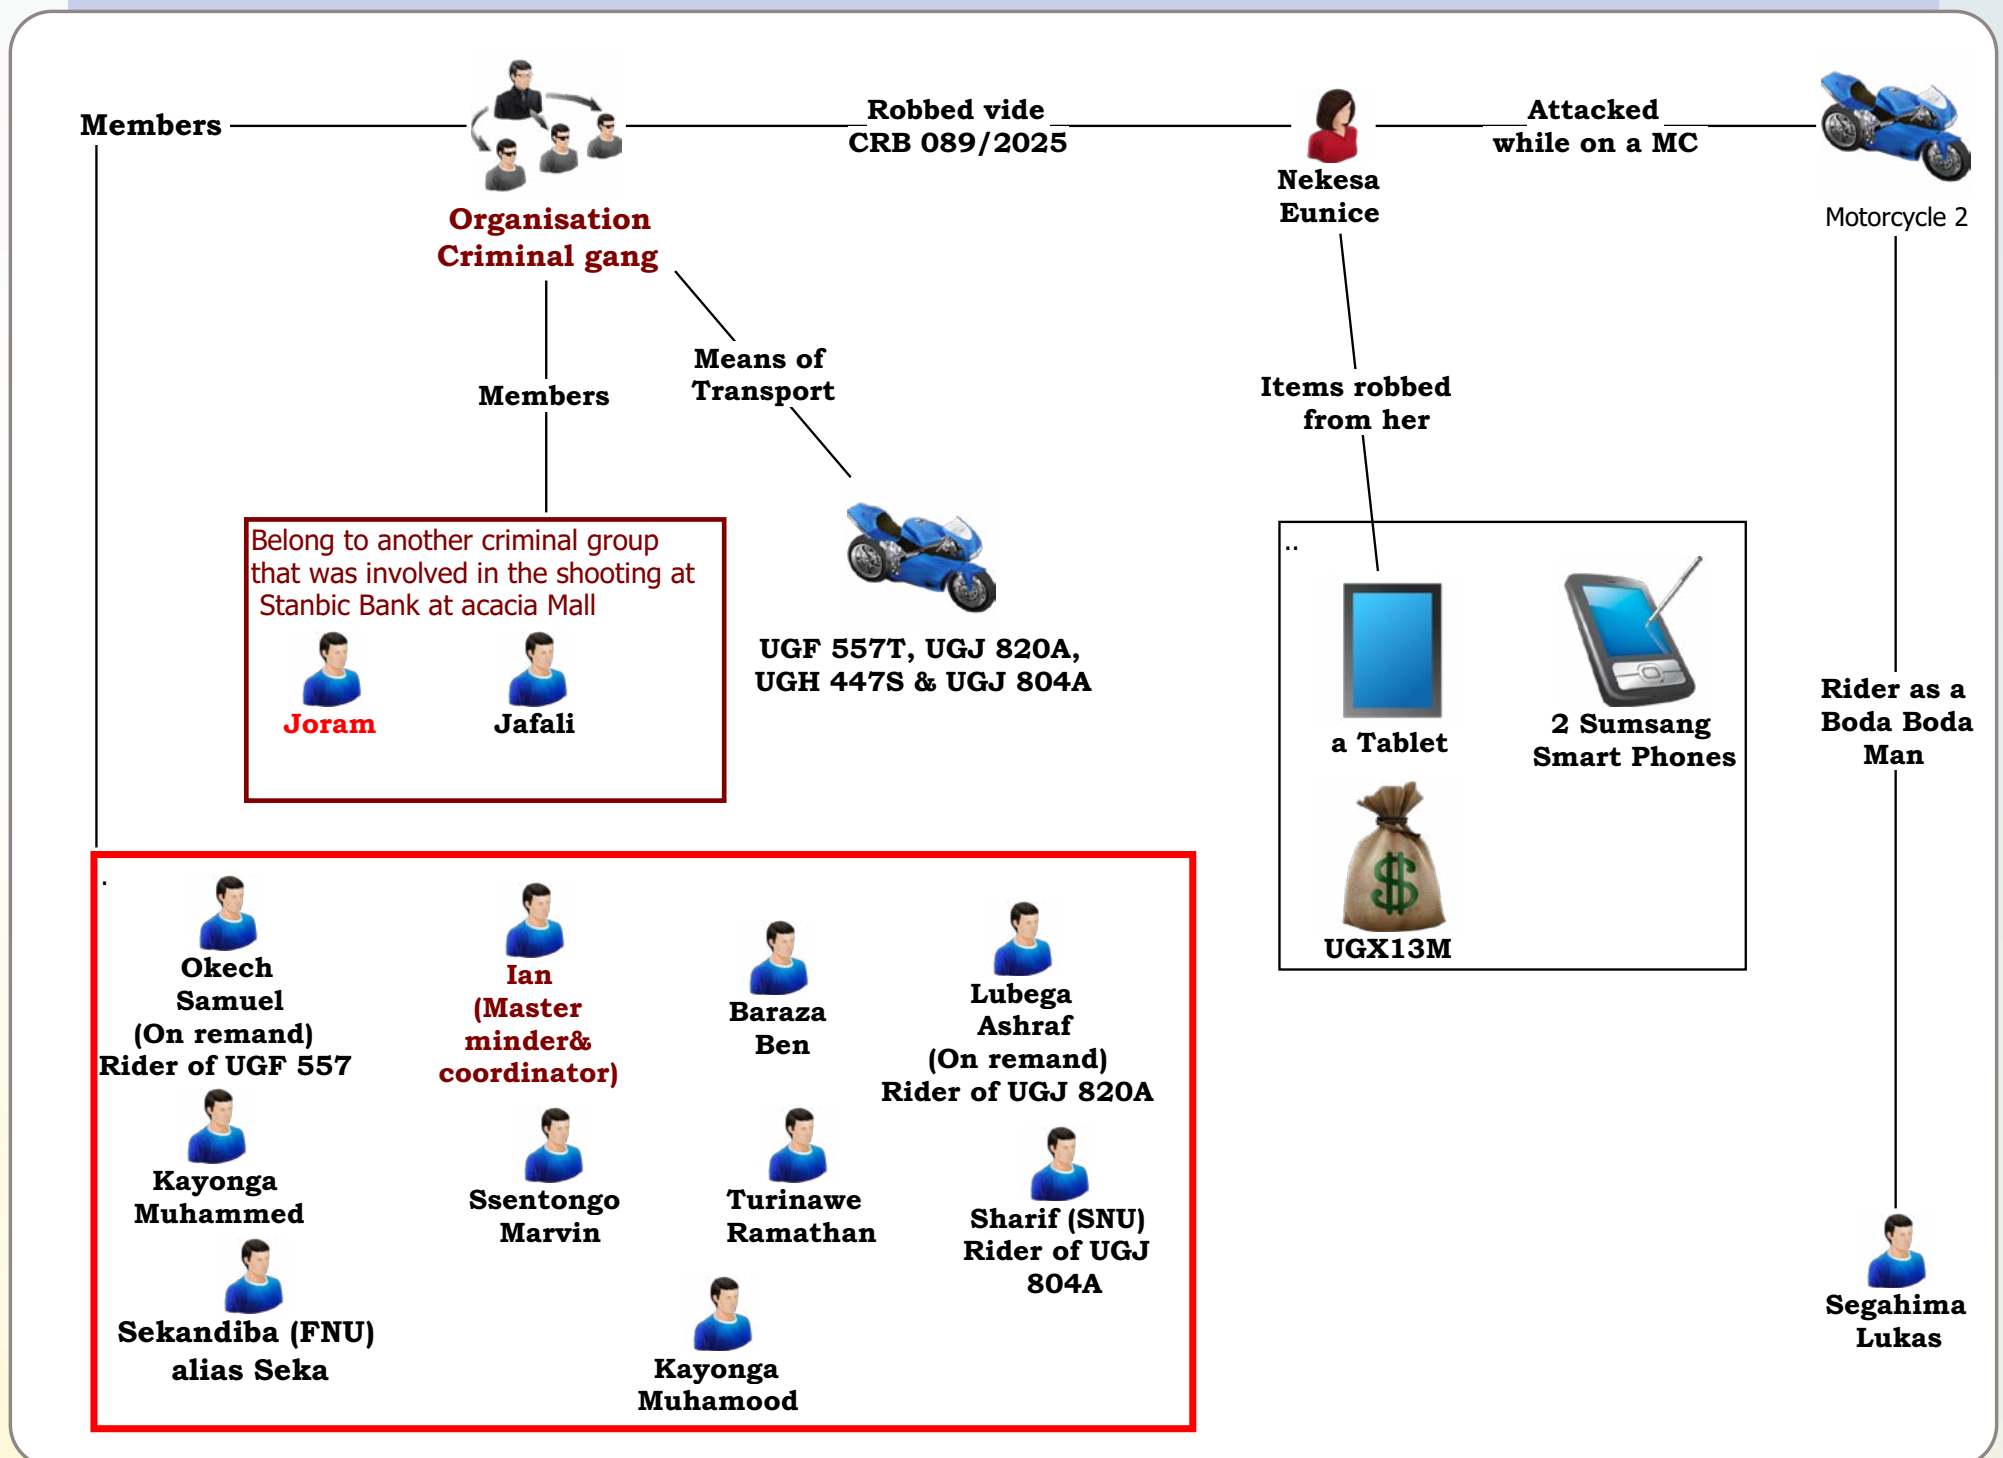 Members
Robbed vide
CRB 089/2025
Attacked
while on a MC
Organisation
Criminal gang
Nekesa
Eunice
Motorcycle 2
Means of
Transport
Members
Items robbed
from her
Belong to another criminal group
that was involved in the shooting at
Stanbic Bank at acacia Mall
Joram
Jafali
UGF 557T, UGJ 820A,
UGH 447S & UGJ 804A
..
a Tablet
2 Sumsang
Smart Phones
UGX13M
Rider as a
Boda Boda
Man
Segahima
Lukas
.
Okech
Samuel
(On remand)
Rider of UGF 557
Ian
(Master
minder&
coordinator)
Baraza
Ben
Lubega
Ashraf
(On remand)
Rider of UGJ 820A
Kayonga
Muhammed
Ssentongo
Marvin
Turinawe
Ramathan
Sharif (SNU)
Rider of UGJ
804A
Sekandiba (FNU)
alias Seka
Kayonga
Muhamood